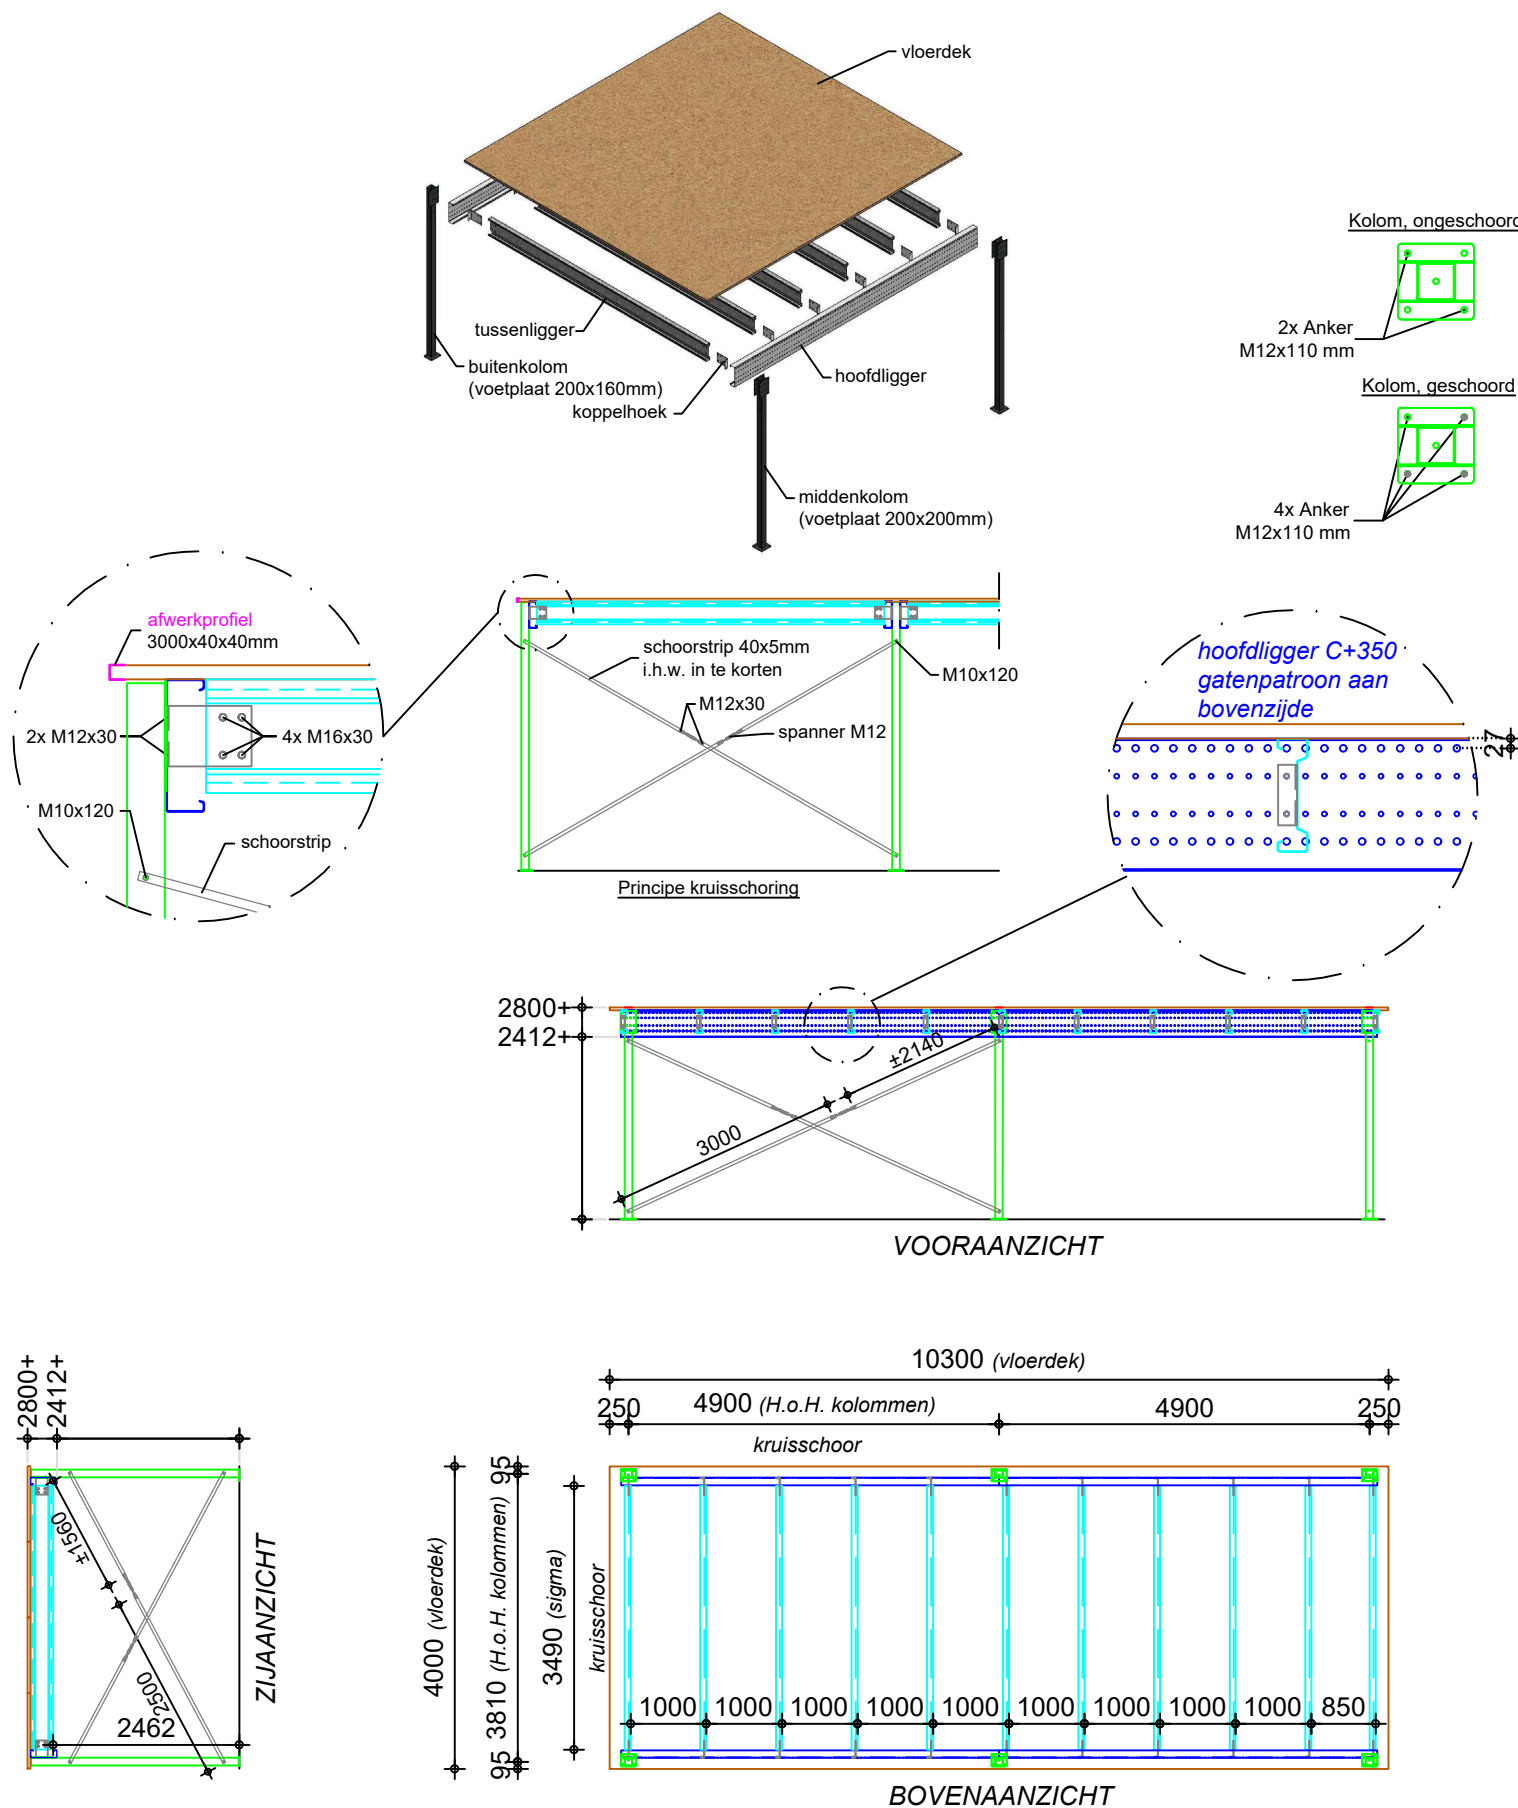 vloerdek
Kolom, ongeschoord
2x Anker
M12x110 mm
tussenligger
buitenkolom
(voetplaat 200x160mm)
koppelhoek
hoofdligger
Kolom, geschoord
4x Anker
M12x110 mm
middenkolom
(voetplaat 200x200mm)
afwerkprofiel
3000x40x40mm
2x M12x30
4x M16x30
M10x120
schoorstrip
schoorstrip 40x5mm
i.h.w. in te korten
M12x30
spanner M12
M10x120
Principe kruisschoring
hoofdligger C+350
gatenpatroon aan
bovenzijde
27
2800+
2412+
±2140
3000
VOORAANZICHT
10300 (vloerdek)
250
4900 (H.o.H. kolommen)
4900
250
kruisschoor
2800+
2412+
±1560
2500
2462
ZIJAANZICHT
4000 (vloerdek)
95
3810 (H.o.H. kolommen)
95
3490 (sigma)
kruisschoor
1000
1000
1000
1000
1000
1000
1000
1000
1000
850
BOVENAANZICHT